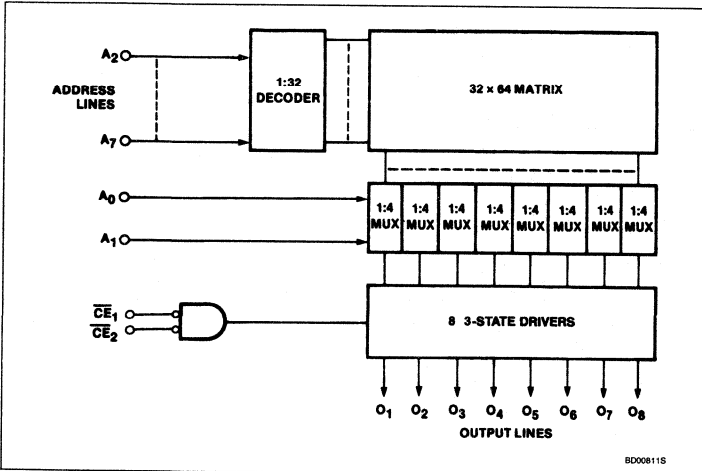 A2
ADDRESS
LINES
A7
1:32
DECODER
32 × 64 MATRIX
A0
A1
1:4
MUX
1:4
MUX
1:4
MUX
1:4
MUX
1:4
MUX
1:4
MUX
1:4
MUX
1:4
MUX
CE1
CE2
8 3-STATE DRIVERS
O1 O2 O3 O4 O5 O6 O7 O8
OUTPUT LINES
BD00811S